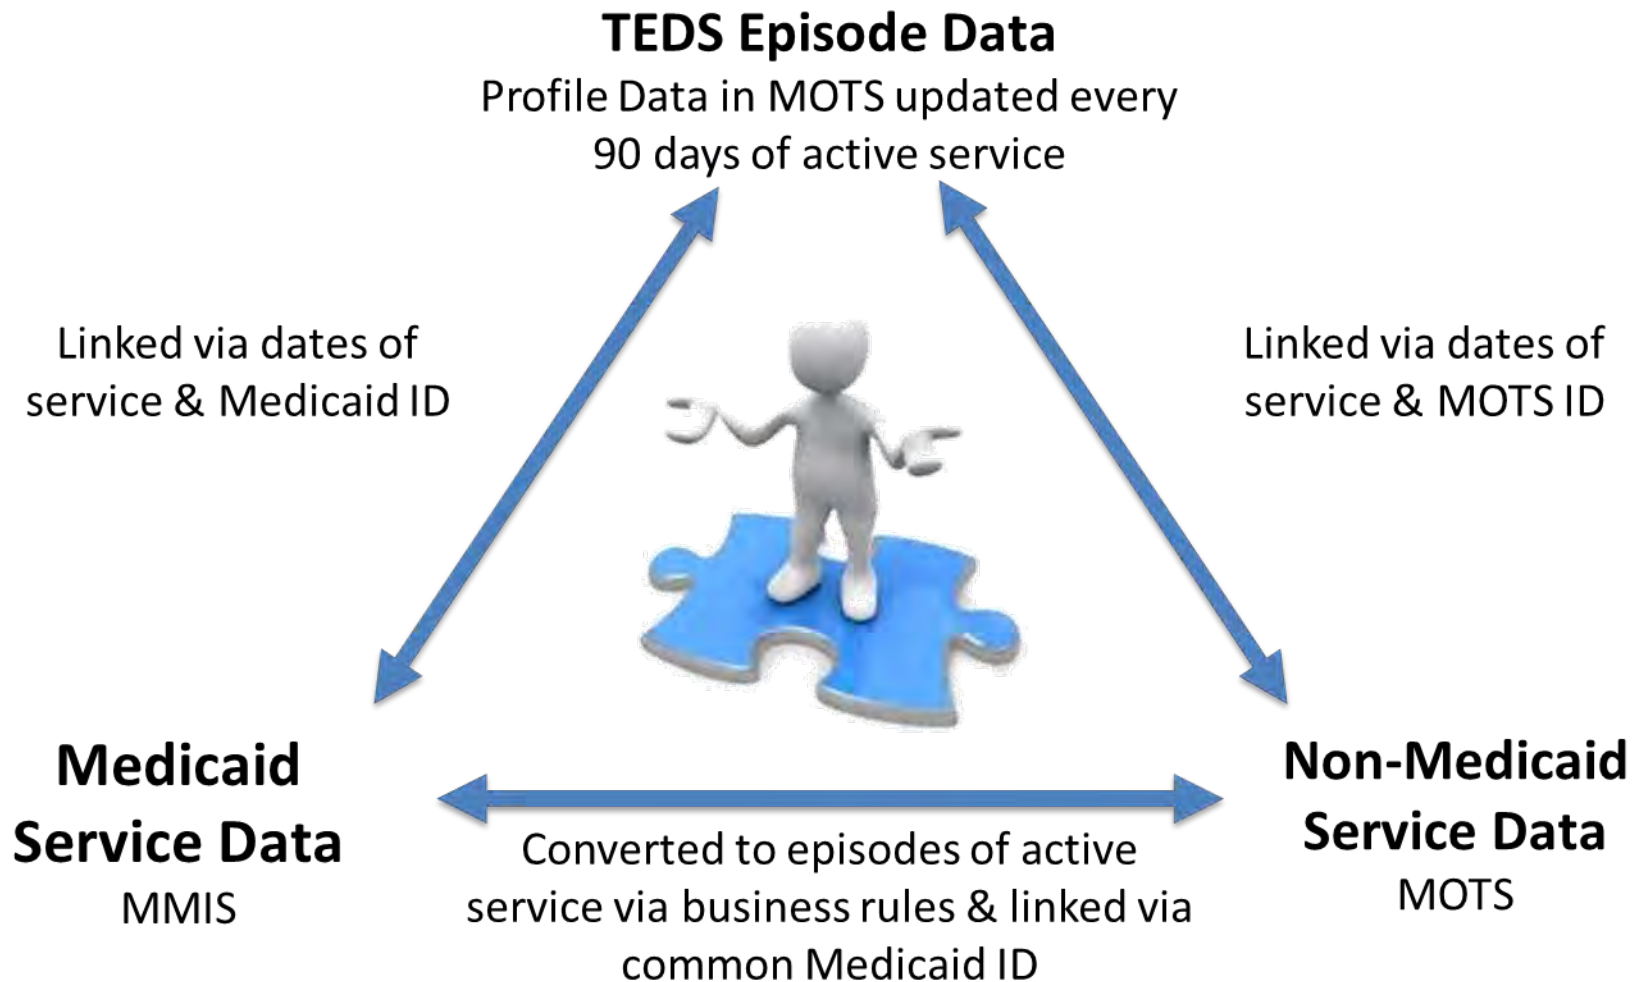 TEDS Episode Data
Profile Data in MOTS updated every
90 days of active service
Linked via dates of
service & Medicaid ID
Linked via dates of
service & MOTS ID
Medicaid
Service Data
MMIS
Non-Medicaid
Service Data
MOTS
Converted to episodes of active
service via business rules & linked via
common Medicaid ID